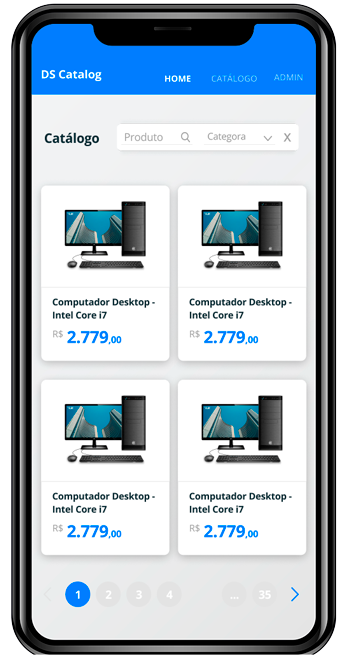 DS Catalog
HOME
CATÁLOGO
ADMIN
Catálogo
Produto
Categora
X
Computador Desktop -
Intel Core i7
R$ 2.779,00
Computador Desktop -
Intel Core i7
R$ 2.779,00
Computador Desktop -
Intel Core i7
R$ 2.779,00
Computador Desktop -
Intel Core i7
R$ 2.779,00
1 2 3 4 ... 35